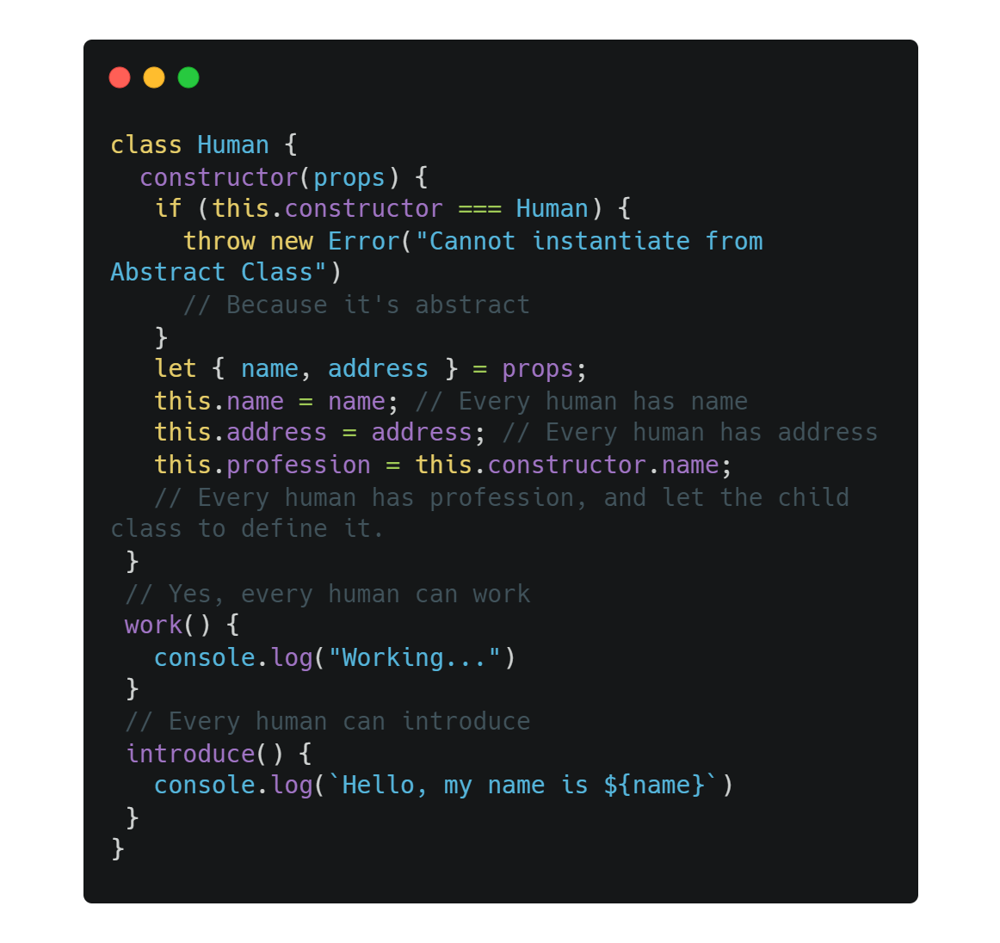 class Human {
  constructor(props) {
   if (this.constructor === Human) {
     throw new Error("Cannot instantiate from
Abstract Class")
     // Because it's abstract
   }
   let { name, address } = props;
   this.name = name; // Every human has name
   this.address = address; // Every human has address
   this.profession = this.constructor.name;
   // Every human has profession, and let the child
class to define it.
 }
 // Yes, every human can work
 work() {
   console.log("Working...")
 }
 // Every human can introduce
 introduce() {
   console.log(`Hello, my name is ${name}`)
 }
}